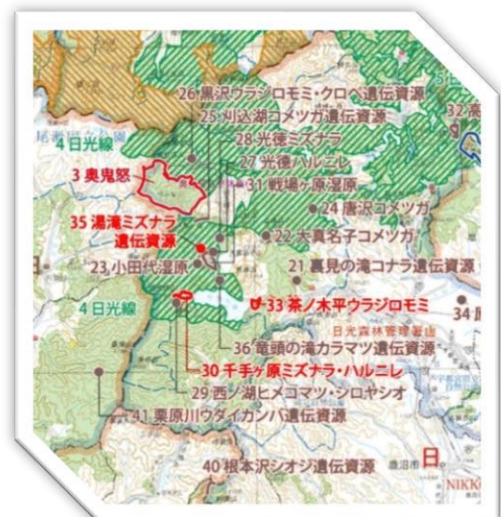 26 黒沢ウラジロモミ・クロベ遺伝資源
25 刈込湖コメツガ遺伝資源
28 光徳ミズナラ
27 光徳ハルニレ
31 戦場ヶ原湿原
32 高
4 日光線
3 奥鬼怒
24 唐沢コメツガ
35 湯滝ミズナラ
遺伝資源
22 大真名子コメツガ
23 小田代湿原
21 裏見の滝コナラ遺伝資源
4 日光線
33 茶ノ木平ウラジロモミ
34
日光森林管理署
36 竜頭の滝カラマツ遺伝資源
30 千手ヶ原ミズナラ・ハルニレ
29 西ノ湖ヒメコマツ・シロヤシオ
41 栗原川ウダイカンバ遺伝資源
40 根本沢シオジ遺伝資源
鹿沼市
日
NIKK